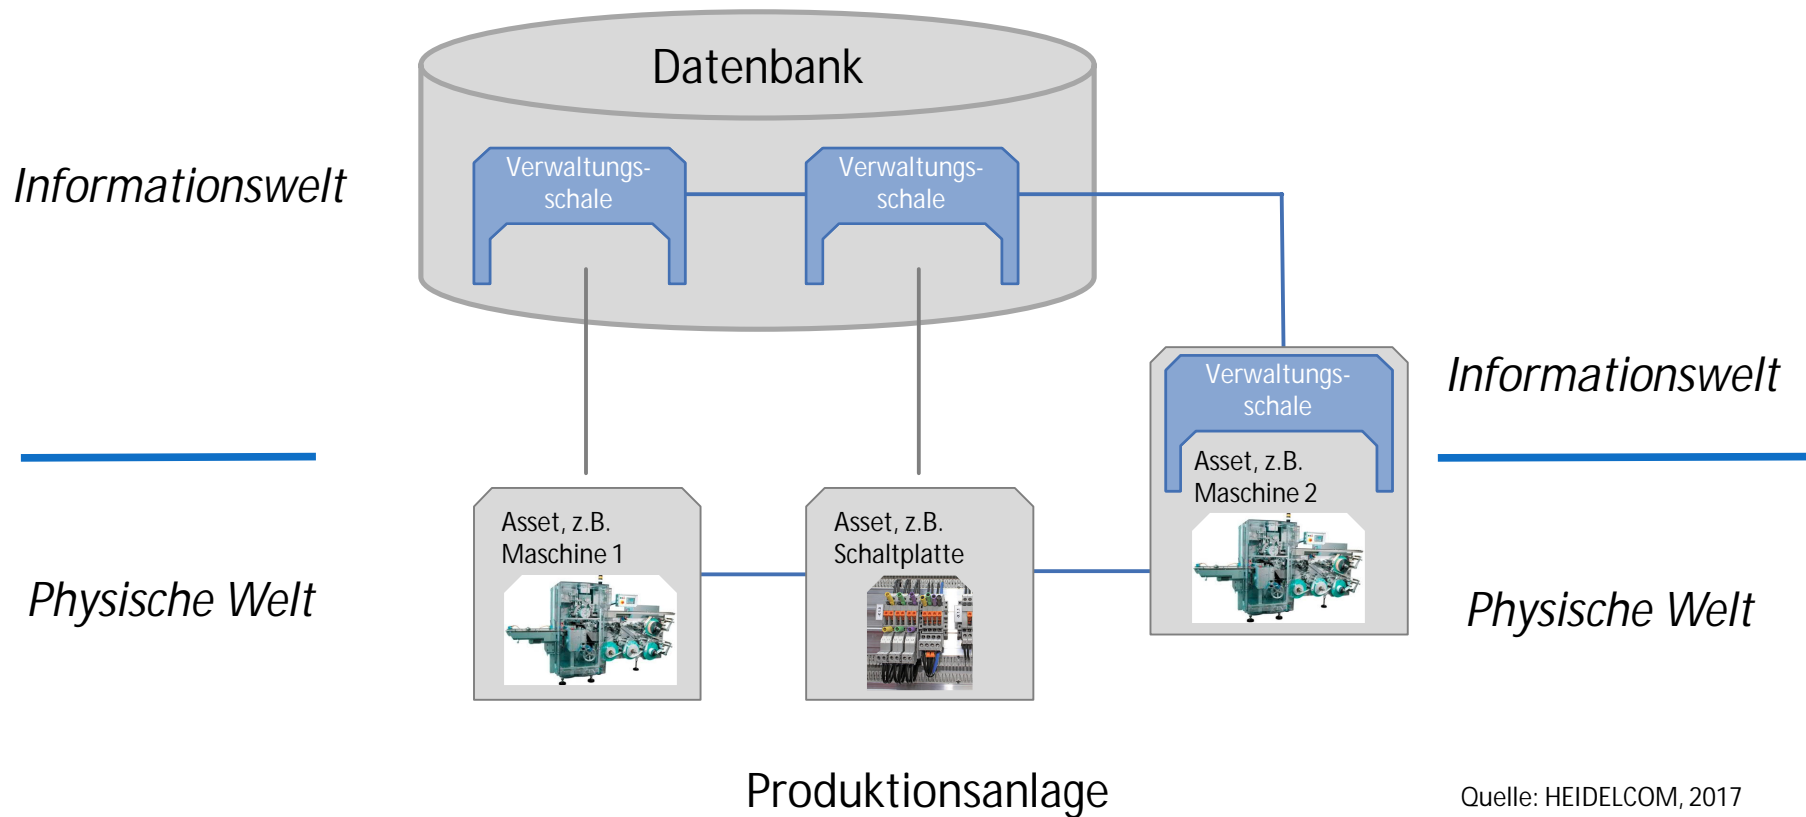 Datenbank
Informationswelt
Verwaltungs-
schale
Verwaltungs-
schale
Verwaltungs-
schale
Informationswelt
Asset, z.B.
Maschine 1
Asset, z.B.
Schaltplatte
Asset, z.B.
Maschine 2
Physische Welt
Physische Welt
Produktionsanlage
Quelle: HEIDELCOM, 2017